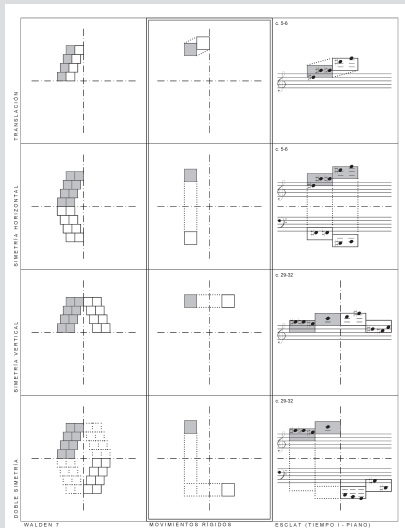 TRANSLACIÓN
c. 5-6
SIMETRÍA HORIZONTAL
c. 5-6
SIMETRÍA VERTICAL
c. 29-32
DOBLE SIMETRÍA
c. 29-32
WALDEN 7
MOVIMIENTOS RÍGIDOS
ESCLAT (TIEMPO I - PIANO)